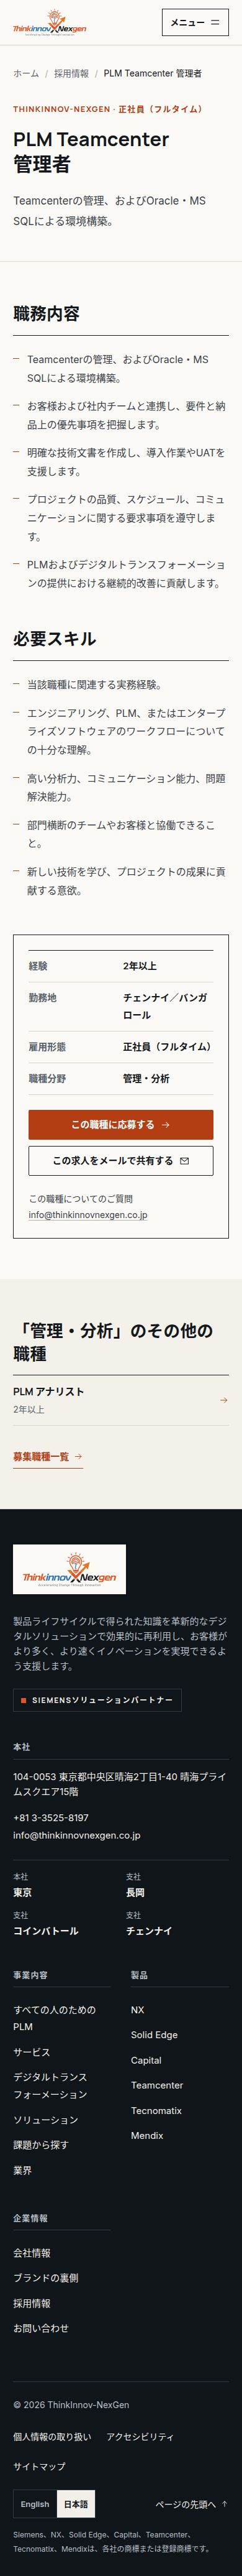 Thinkinnov Nexgen
メニュー
ホーム / 採用情報 / PLM Teamcenter 管理者
THINKINNOV-NEXGEN · 正社員（フルタイム）
PLM Teamcenter
管理者
Teamcenterの管理、およびOracle・MS
SQLによる環境構築。
職務内容
Teamcenterの管理、およびOracle・MS
SQLによる環境構築。
お客様および社内チームと連携し、要件と納
品上の優先事項を把握します。
明確な技術文書を作成し、導入作業やUATを
支援します。
プロジェクトの品質、スケジュール、コミュ
ニケーションに関する要求事項を遵守しま
す。
PLMおよびデジタルトランスフォーメーショ
ンの提供における継続的改善に貢献します。
必要スキル
当該職種に関連する実務経験。
エンジニアリング、PLM、またはエンタープ
ライズソフトウェアのワークフローについて
の十分な理解。
高い分析力、コミュニケーション能力、問題
解決能力。
部門横断のチームやお客様と協働できるこ
と。
新しい技術を学び、プロジェクトの成果に貢
献する意欲。
経験 2年以上
勤務地 チェンナイ／バンガ
ロール
雇用形態 正社員（フルタイム）
職種分野 管理・分析
この職種に応募する →
この求人をメールで共有する
この職種についてのご質問
info@thinkinnovnexgen.co.jp
「管理・分析」のその他の
職種
PLM アナリスト
2年以上 →
募集職種一覧 →
Thinkinnov Nexgen
製品ライフサイクルで得られた知識を革新的なデ
ジタルソリューションで効果的に再利用し、お客様が
より多く、より速くイノベーションを実現できるよ
う支援します。
SIEMENSソリューションパートナー
本社
104-0053 東京都中央区晴海2丁目1-40 晴海プライ
ムスクエア15階
+81 3-3525-8197
info@thinkinnovnexgen.co.jp
本社 支社
東京 長岡
支社 支社
コインバトール チェンナイ
事業内容 製品
すべての人のための
PLM
サービス
デジタルトランス
フォーメーション
ソリューション
課題から探す
業界
NX
Solid Edge
Capital
Teamcenter
Tecnomatix
Mendix
企業情報
会社情報
ブランドの裏側
採用情報
お問い合わせ
© 2026 ThinkInnov-NexGen
個人情報の取り扱い アクセシビリティ
サイトマップ
English 日本語 ページの先頭へ ↑
Siemens、NX、Solid Edge、Capital、Teamcenter、
Tecnomatix、Mendixは、各社の商標または登録商標です。